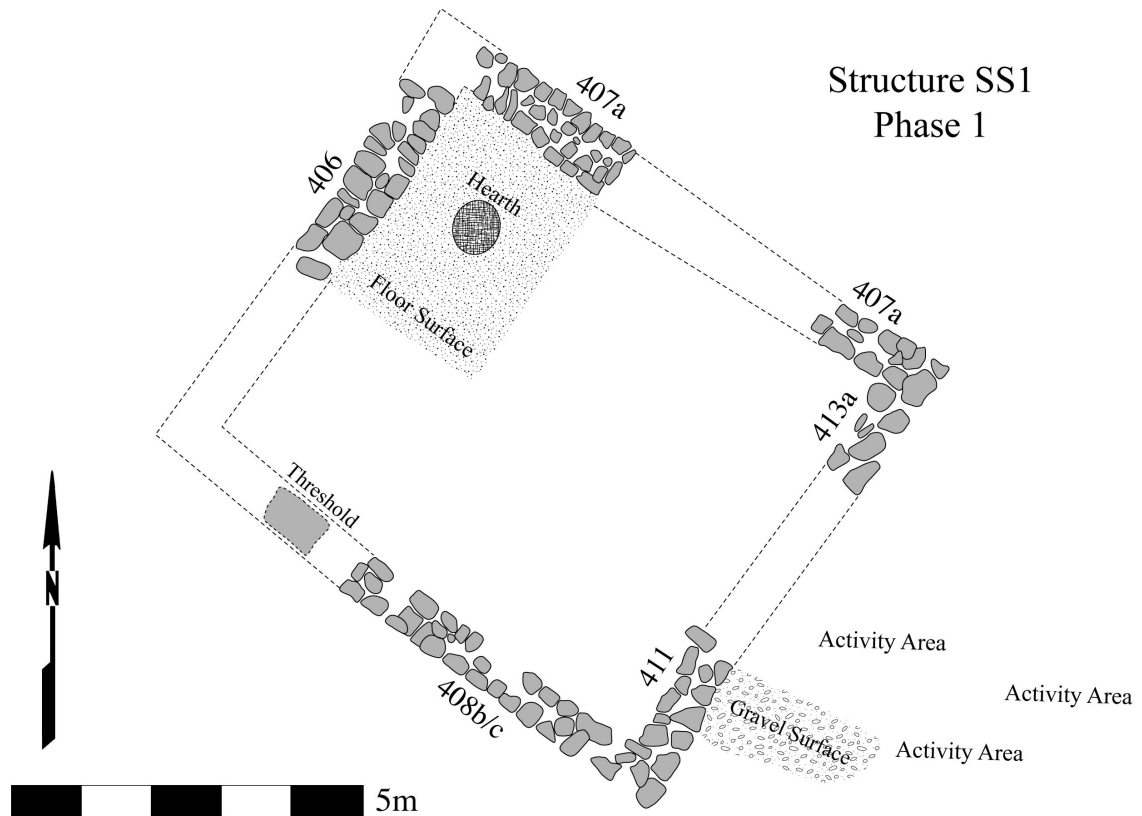 Structure SS1
Phase 1
407a
406
Hearth
Floor Surface
407a
413a
Threshold
N
411
408b/c
Activity Area
Activity Area
Gravel Surface
Activity Area
5m